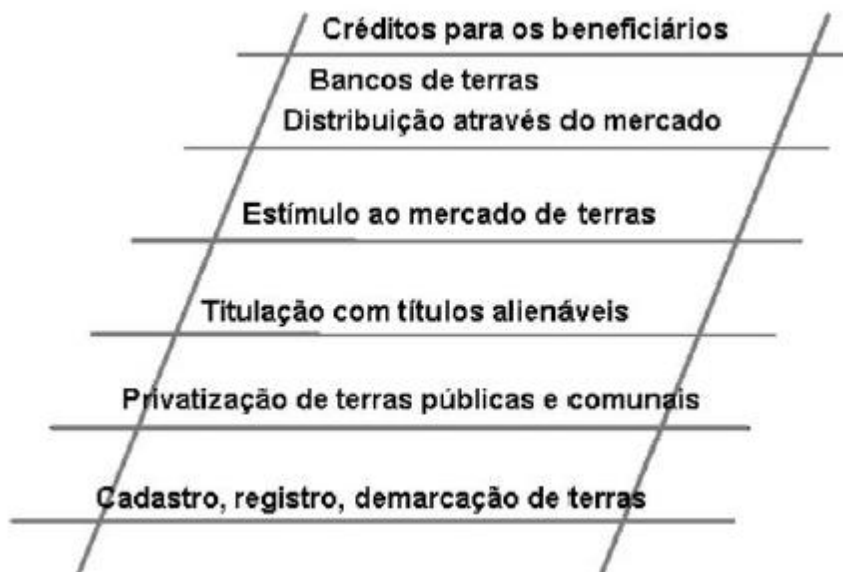 Créditos para os beneficiários
Bancos de terras
Distribuição através do mercado
Estímulo ao mercado de terras
Titulação com títulos alienáveis
Privatização de terras públicas e comunais
Cadastro, registro, demarcação de terras